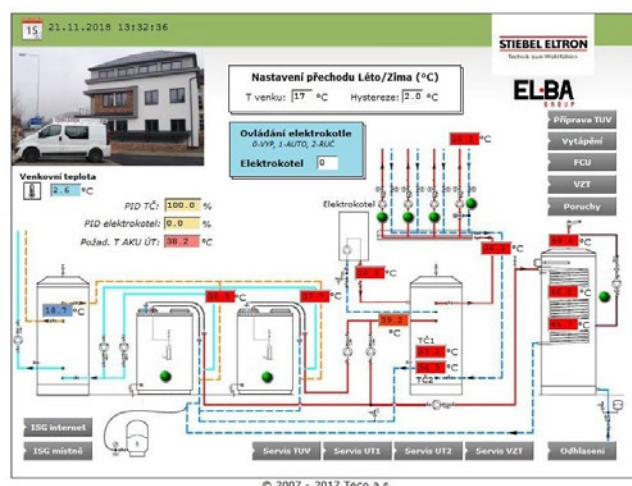 15 21.11.2018 13:32:36
STIEBEL ELTRON
Technik zum Wohlfühlen
EL-BA
GROUP
Nastavení přechodu Léto/Zima (°C)
T venku: 17 °C Hystereze: 2.0 °C
Ovládání elektrokotle
0-VYP, 1-AUTO, 2-RUČ
Elektrokotel 0
Příprava TUV
Vytápění
FCU
VZT
Poruchy
Venkovní teplota
2.6 °C
PID TČ: 100.0 %
PID elektrokotel: 0.0 %
Požad. T AKU ÚT: 38.2 °C
Elektrokotel
°C
°C
°C
°C
18.7 °C
°C
°C
39.2
°C
°C
°C
TČ1
°C
°C
TČ2
ISG internet
ISG místně
Servis TUV
Servis UT1
Servis UT2
Servis VZT
Odhlasení
© 2007 - 2017 Teco a.s.